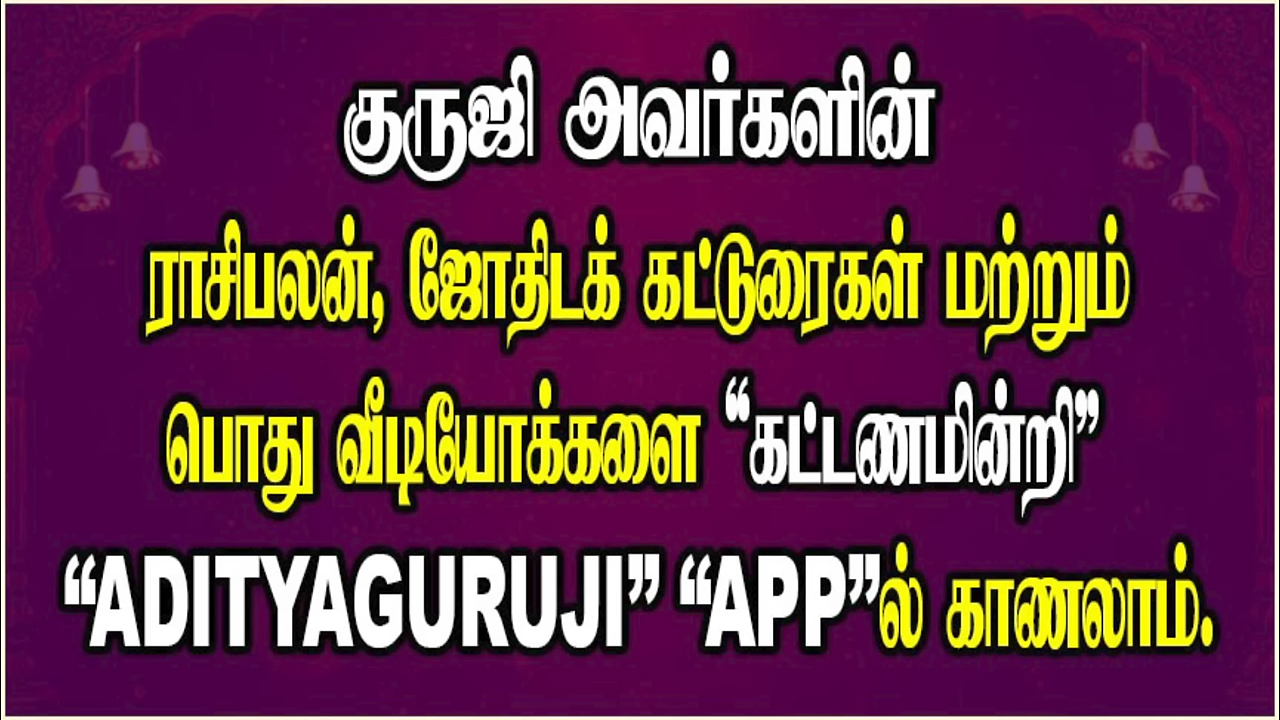 குருஜி அவர்களின்
ராசிபலன், ஜோதிடக் கட்டுரைகள் மற்றும்
பொது வீடியோக்களை “கட்டணமின்றி”
“ADITYAGURUJI” “APP”ல் காணலாம்.